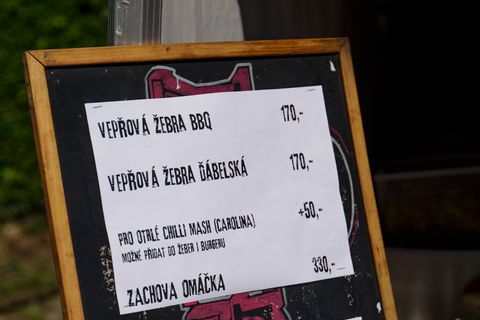 VEPŘOVÁ ŽEBRA BBQ 170,-
VEPŘOVÁ ŽEBRA ĎÁBELSKÁ 170,-
PRO OTRLÉ CHILLI MASH (CAROLINA) +50,-
MOŽNÉ PŘIDAT DO ŽEBER I BURGERU
ZACHOVA OMÁČKA 330,-